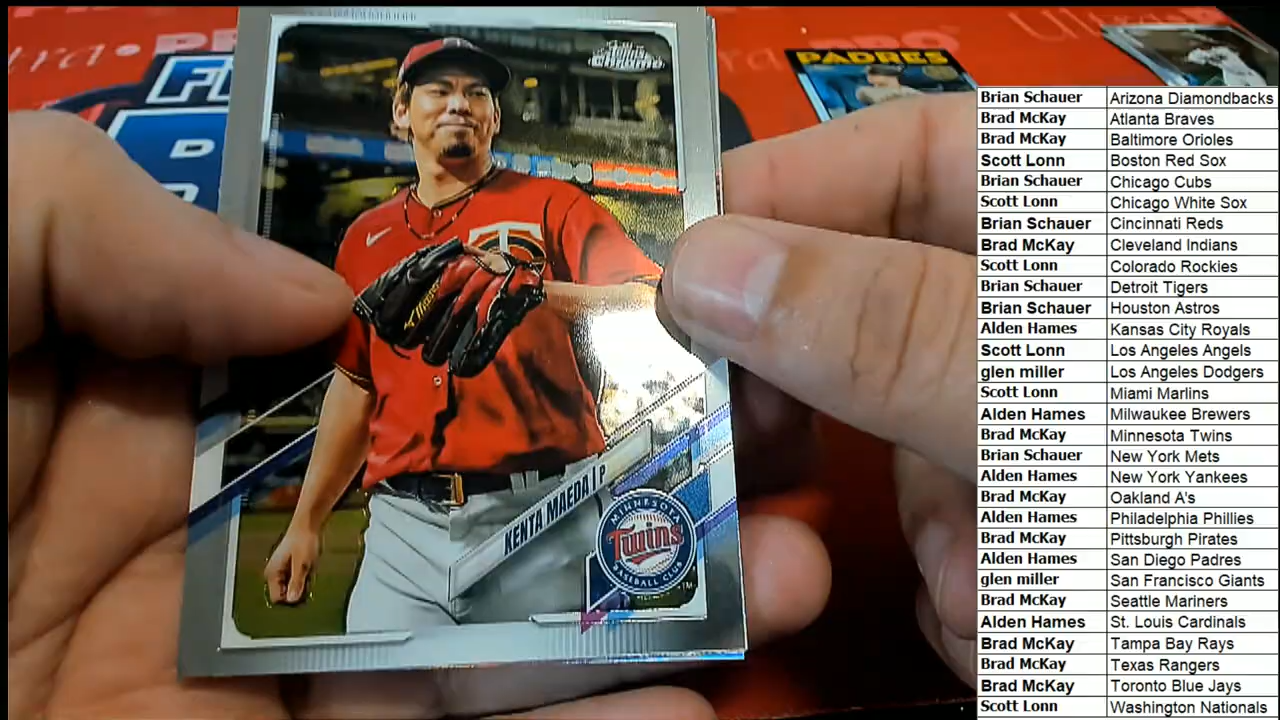 PADRES
Topps
CHROME
D
T
KENTA MAEDA | P
MINNESOTA
Twins
BASEBALL CLUB
TM
Brian Schauer Arizona Diamondbacks
Brad McKay Atlanta Braves
Brad McKay Baltimore Orioles
Scott Lonn Boston Red Sox
Brian Schauer Chicago Cubs
Scott Lonn Chicago White Sox
Brian Schauer Cincinnati Reds
Brad McKay Cleveland Indians
Scott Lonn Colorado Rockies
Brian Schauer Detroit Tigers
Brian Schauer Houston Astros
Alden Hames Kansas City Royals
Scott Lonn Los Angeles Angels
glen miller Los Angeles Dodgers
Scott Lonn Miami Marlins
Alden Hames Milwaukee Brewers
Brad McKay Minnesota Twins
Brian Schauer New York Mets
Alden Hames New York Yankees
Brad McKay Oakland A's
Alden Hames Philadelphia Phillies
Brad McKay Pittsburgh Pirates
Alden Hames San Diego Padres
glen miller San Francisco Giants
Brad McKay Seattle Mariners
Alden Hames St. Louis Cardinals
Brad McKay Tampa Bay Rays
Brad McKay Texas Rangers
Brad McKay Toronto Blue Jays
Scott Lonn Washington Nationals